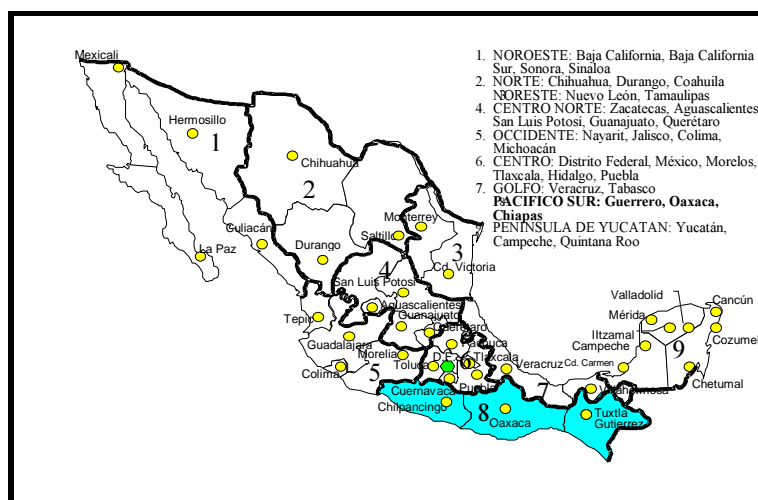 Mexicali
Hermosillo
1
Chihuahua
2
Culiacán
La Paz
Durango
Saltillo
Monterrey
3
Cd. Victoria
4
San Luis Potosí
Aguascalientes
Guanajuato
Querétaro
Tepic
Guadalajara
Pachuca
Morelia
D.F.
6
Tlaxcala
Toluca
Colima
5
Puebla
Cuernavaca
Chilpancingo
Veracruz
8
Oaxaca
7
Cd. Carmen
Villahermosa
Tuxtla
Gutierrez
Valladolid
Mérida
Iltzamal
Campeche
9
Cancún
Cozumel
Chetumal
1. NOROESTE: Baja California, Baja California
Sur, Sonora, Sinaloa
2. NORTE: Chihuahua, Durango, Coahuila
NORESTE: Nuevo León, Tamaulipas
4. CENTRO NORTE: Zacatecas, Aguascalientes
San Luis Potosí, Guanajuato, Querétaro
5. OCCIDENTE: Nayarit, Jalisco, Colima,
Michoacán
6. CENTRO: Distrito Federal, México, Morelos,
Tlaxcala, Hidalgo, Puebla
7. GOLFO: Veracruz, Tabasco
PACIFICO SUR: Guerrero, Oaxaca,
Chiapas
PENINSULA DE YUCATAN: Yucatán,
Campeche, Quintana Roo